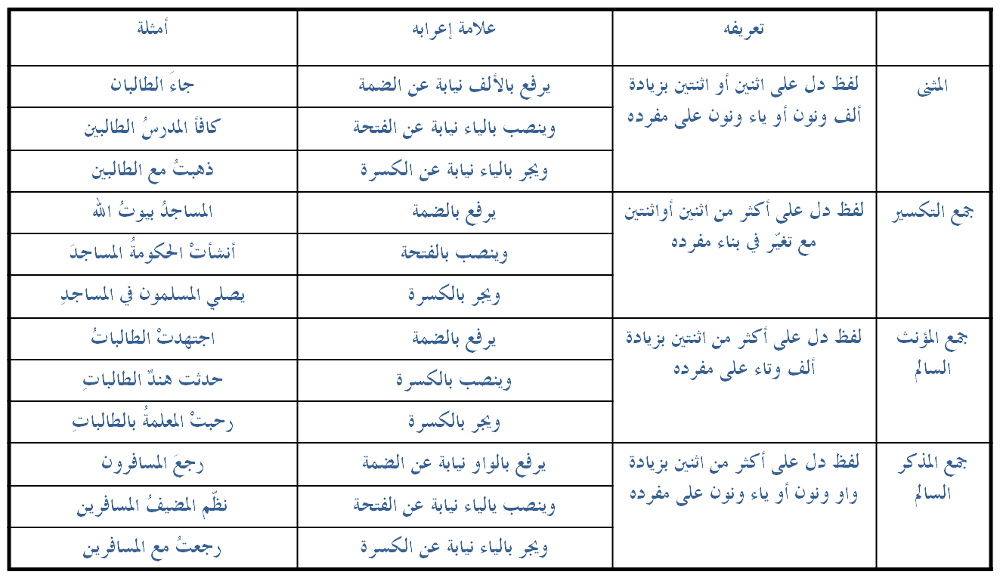 تعريفه	علامة إعرابه	أمثلة
المثنى	لفظ دل على اثنين أو اثنتين بزيادة	يرفع بالألف نيابة عن الضمة	جاءَ الطالبان
ألف ونون أو ياء ونون على مفرده	وينصب بالياء نيابة عن الفتحة	كافأ المدرسُ الطالبين
ويجر بالياء نيابة عن الكسرة	ذهبتُ مع الطالبين
جمع التكسير	لفظ دل على أكثر من اثنين أواثنتين	يرفع بالضمة	المساجدُ بيوتُ الله
مع تغيّر في بناء مفرده	وينصب بالفتحة	أنشأتْ الحكومةُ المساجدَ
ويجر بالكسرة	يصلي المسلمون في المساجدِ
جمع المؤنث	لفظ دل على أكثر من اثنتين بزيادة	يرفع بالضمة	اجتهدتْ الطالباتُ
السالم	ألف وتاء على مفرده	وينصب بالكسرة	حدثت هندٌ الطالباتِ
ويجر بالكسرة	رحبتْ المعلمةُ بالطالباتِ
جمع المذكر	لفظ دل على أكثر من اثنين بزيادة	يرفع بالواو نيابة عن الضمة	رجعَ المسافرون
السالم	واو ونون أو ياء ونون على مفرده	وينصب يالياء نيابة عن الفتحة	نظّم المضيفُ المسافرين
ويجر بالياء نيابة عن الكسرة	رجعتُ مع المسافرين